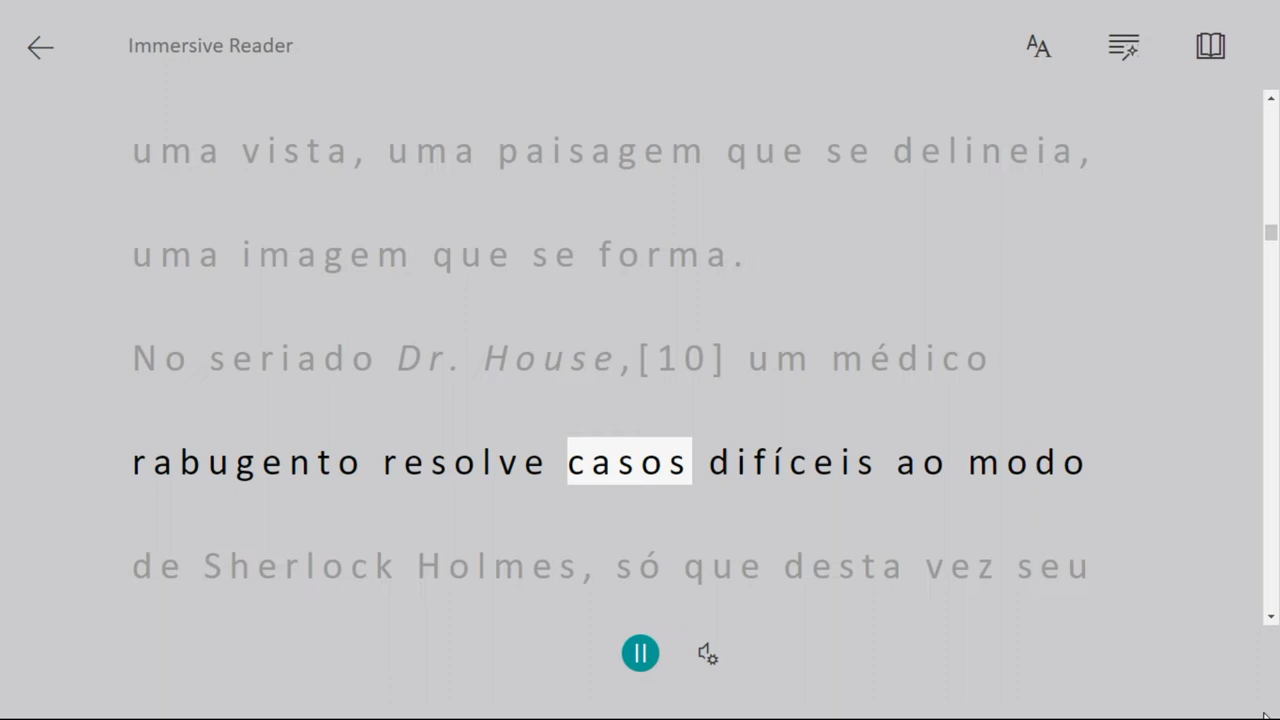 Immersive Reader
uma vista, uma paisagem que se delineia,
uma imagem que se forma.
No seriado Dr. House,[10] um médico
rabugento resolve casos difíceis ao modo
de Sherlock Holmes, só que desta vez seu